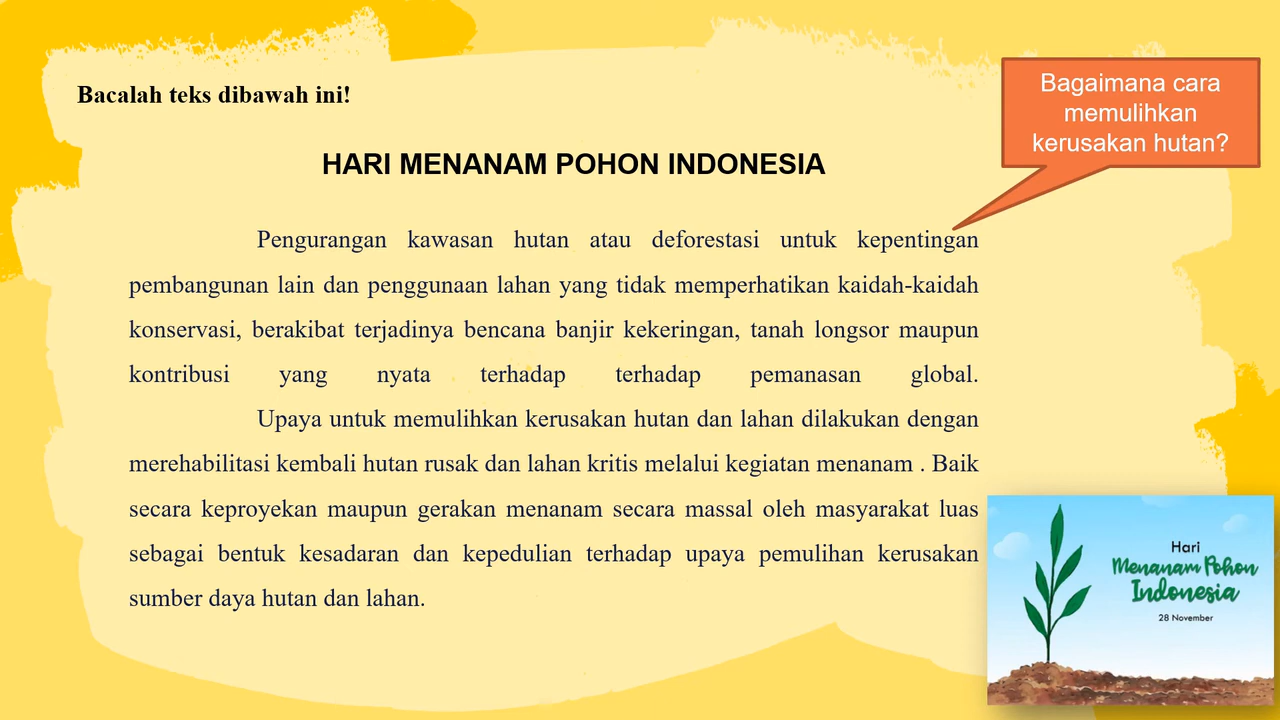 Bacalah teks dibawah ini!
Bagaimana cara
memulihkan
kerusakan hutan?
HARI MENANAM POHON INDONESIA
Pengurangan kawasan hutan atau deforestasi untuk kepentingan
pembangunan lain dan penggunaan lahan yang tidak memperhatikan kaidah-kaidah
konservasi, berakibat terjadinya bencana banjir kekeringan, tanah longsor maupun
kontribusi yang nyata terhadap terhadap pemanasan global.
Upaya untuk memulihkan kerusakan hutan dan lahan dilakukan dengan
merehabilitasi kembali hutan rusak dan lahan kritis melalui kegiatan menanam . Baik
secara keproyekan maupun gerakan menanam secara massal oleh masyarakat luas
sebagai bentuk kesadaran dan kepedulian terhadap upaya pemulihan kerusakan
sumber daya hutan dan lahan.
Hari
Menanam Pohon
Indonesia
28 November